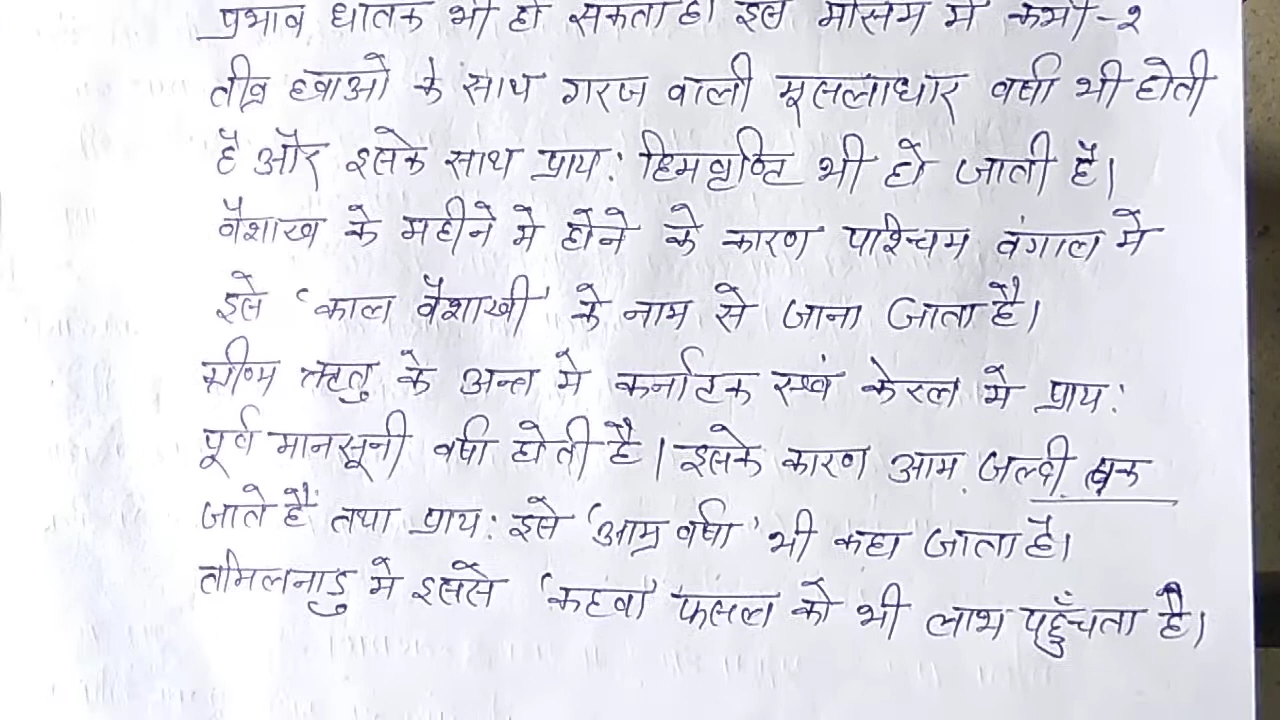 प्रभाव घातक भी हो सकता है। इस मौसम में कभी-२
तीव्र हवाओं के साथ गरज वाली मूसलाधार वर्षा भी होती
है और इसके साथ प्राय: हिमवृष्टि भी हो जाती है।
वैशाख के महीने में होने के कारण पश्चिम बंगाल में
इसे 'काल वैशाखी' के नाम से जाना जाता है।
ग्रीष्म ऋतु के अन्त में कर्नाटक एवं केरल में प्राय:
पूर्व मानसूनी वर्षा होती है। इसके कारण आम जल्दी पक
जाते हैं तथा प्राय: इसे 'आम्र वर्षा' भी कहा जाता है।
तमिलनाडु में इससे 'कहवा' फसल को भी लाभ पहुँचता है।